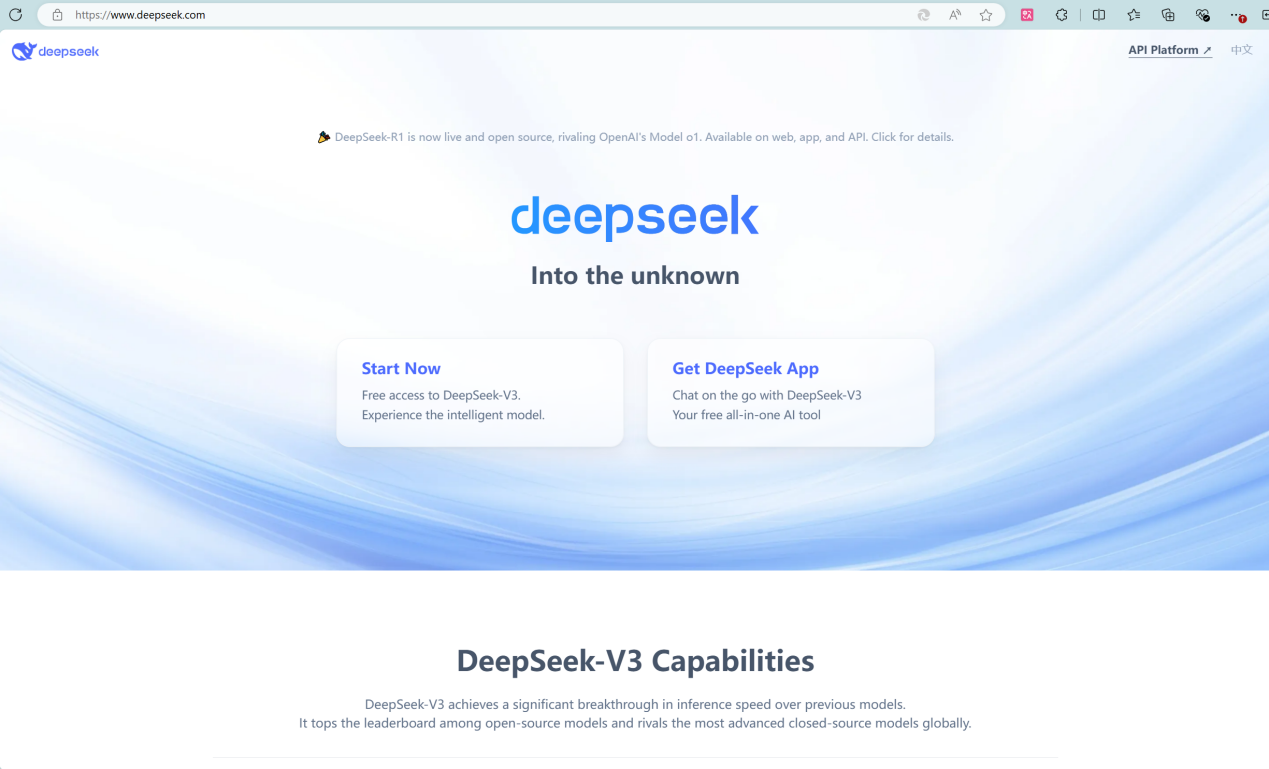 https://www.deepseek.com
deepseek
API Platform ↗
中文
DeepSeek-R1 is now live and open source, rivaling OpenAI's Model o1. Available on web, app, and API. Click for details.
deepseek
Into the unknown
Start Now
Free access to DeepSeek-V3.
Experience the intelligent model.
Get DeepSeek App
Chat on the go with DeepSeek-V3
Your free all-in-one AI tool
DeepSeek-V3 Capabilities
DeepSeek-V3 achieves a significant breakthrough in inference speed over previous models.
It tops the leaderboard among open-source models and rivals the most advanced closed-source models globally.